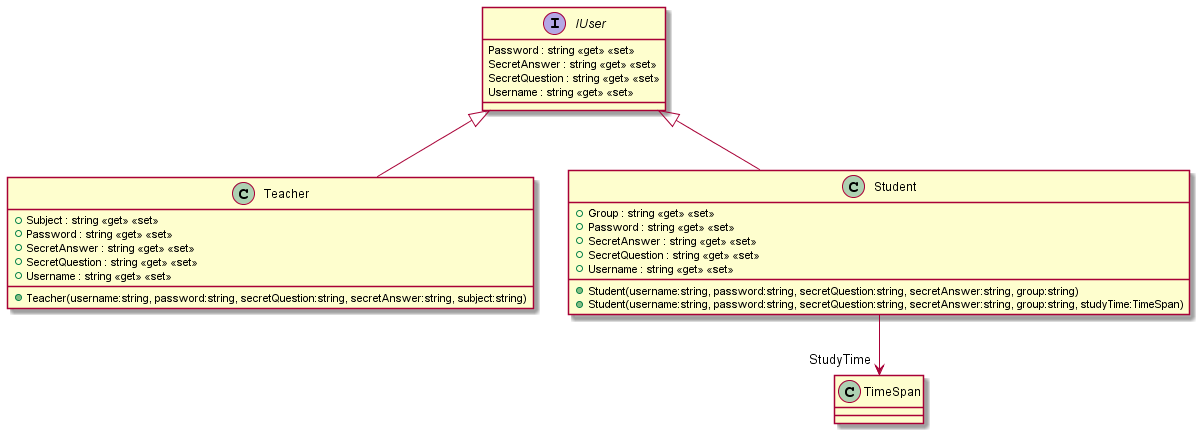 I IUser
Password : string «get» «set»
SecretAnswer : string «get» «set»
SecretQuestion : string «get» «set»
Username : string «get» «set»
C Teacher
Subject : string «get» «set»
Password : string «get» «set»
SecretAnswer : string «get» «set»
SecretQuestion : string «get» «set»
Username : string «get» «set»
Teacher(username:string, password:string, secretQuestion:string, secretAnswer:string, subject:string)
C Student
Group : string «get» «set»
Password : string «get» «set»
SecretAnswer : string «get» «set»
SecretQuestion : string «get» «set»
Username : string «get» «set»
Student(username:string, password:string, secretQuestion:string, secretAnswer:string, group:string)
Student(username:string, password:string, secretQuestion:string, secretAnswer:string, group:string, studyTime:TimeSpan)
StudyTime
C TimeSpan